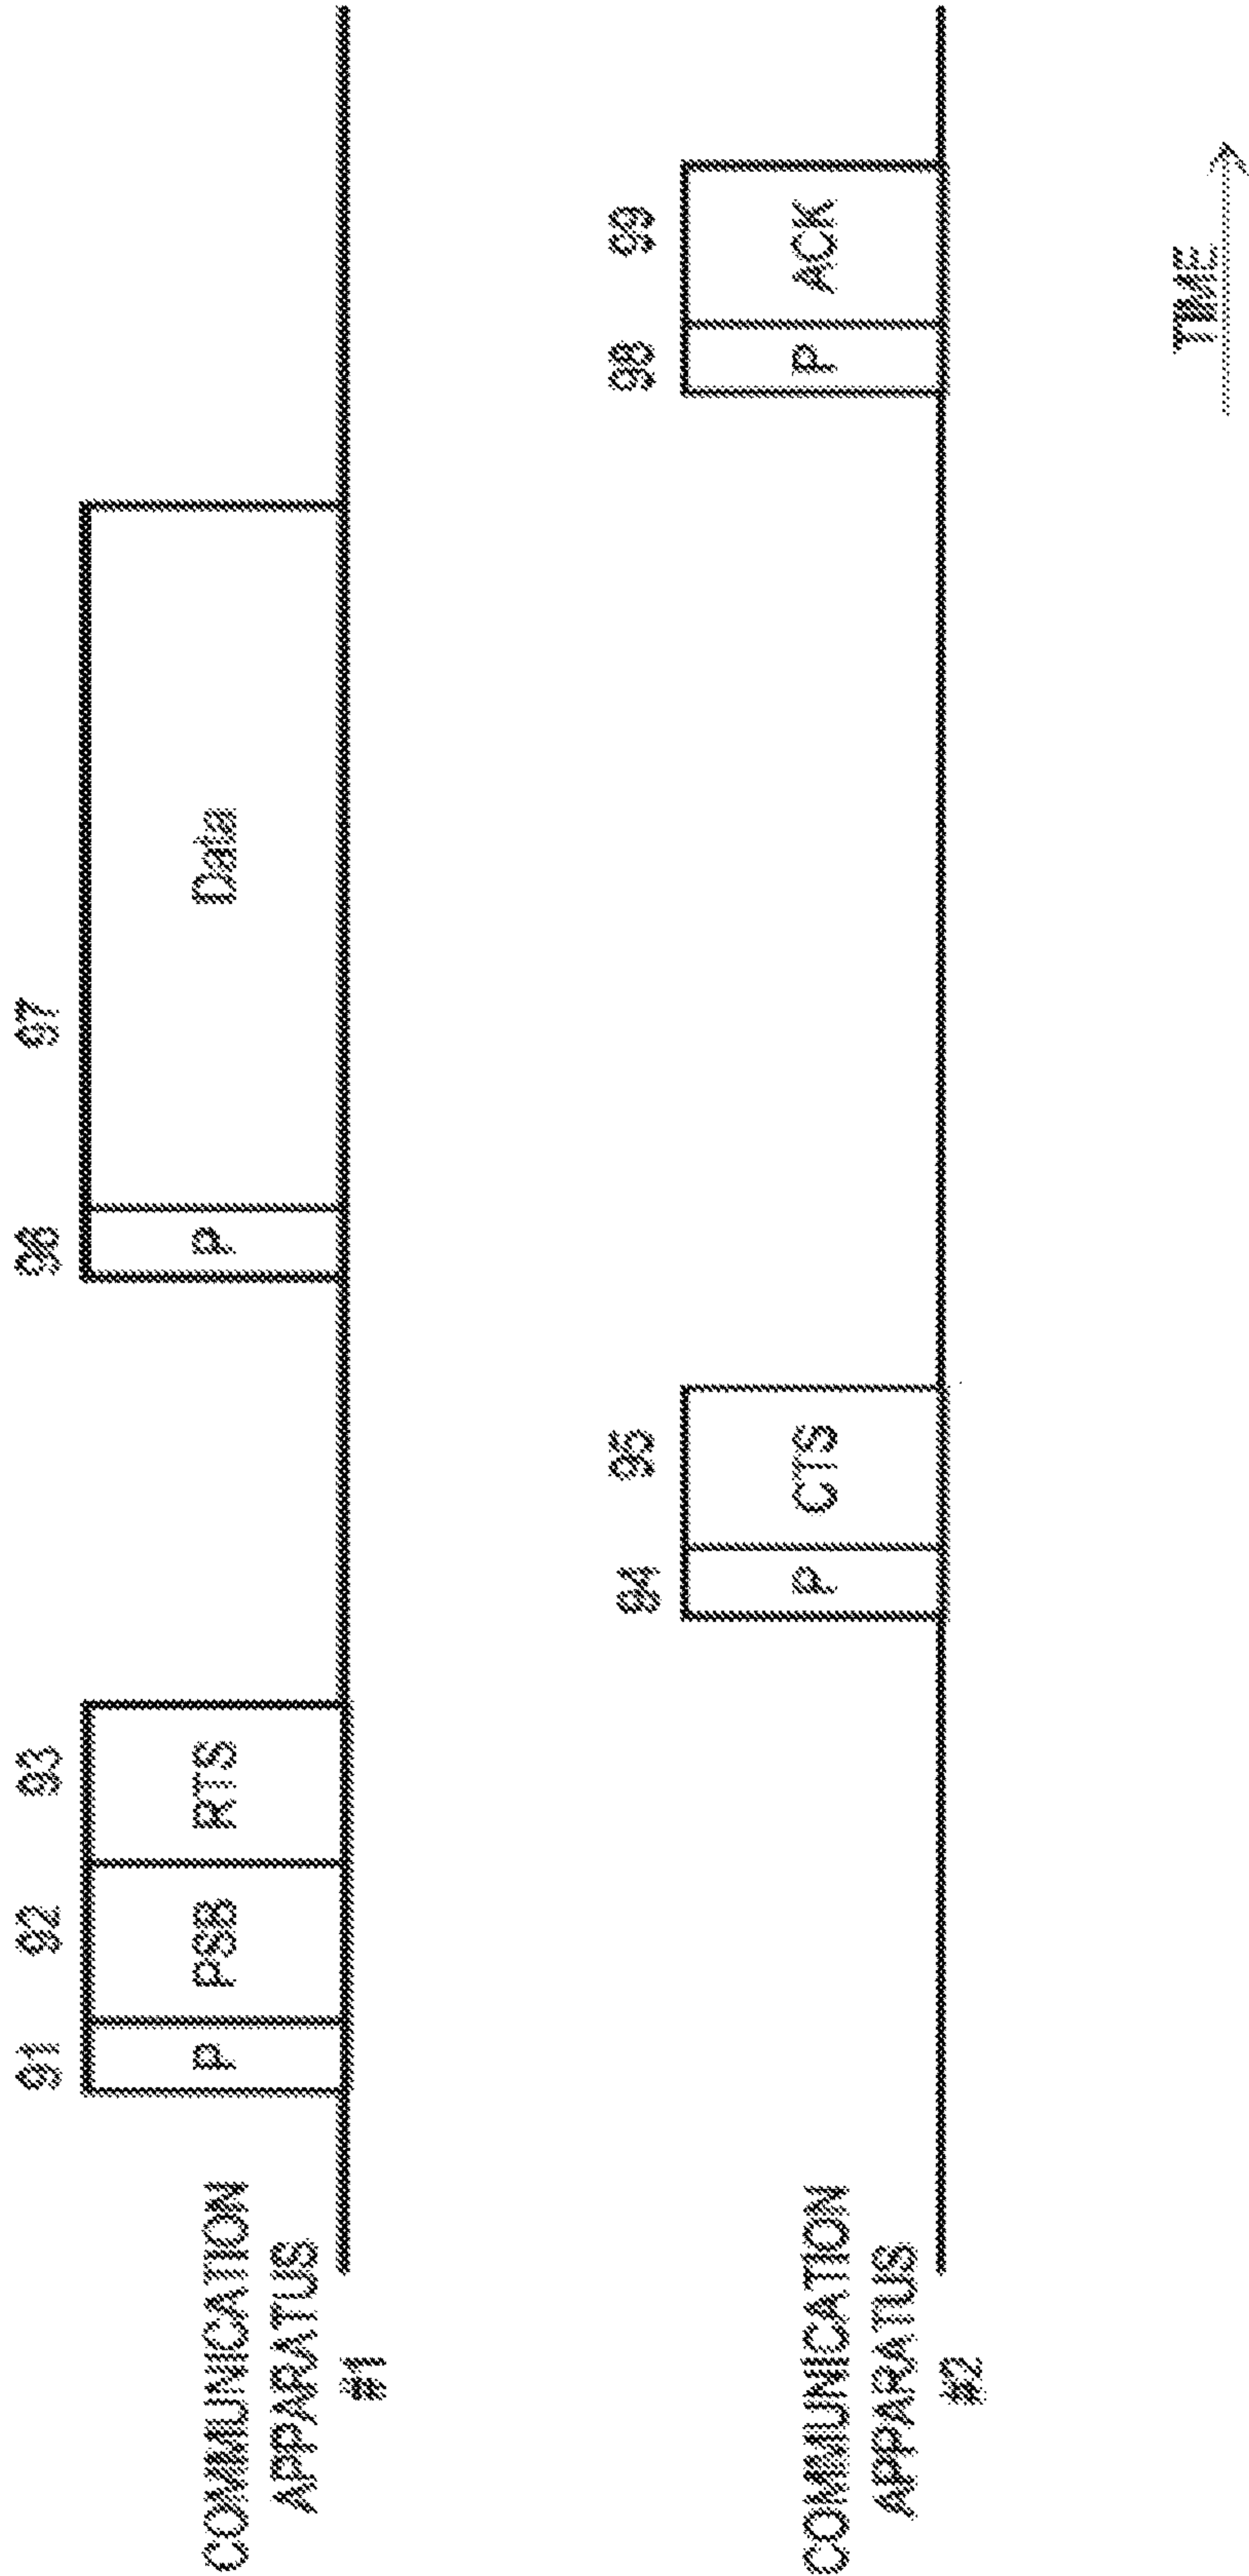 91 92 93 96 97
P PSB RTS P Data
COMMUNICATION
APPARATUS
#1
94 95 98 99
P CTS P ACK
COMMUNICATION
APPARATUS
#2
TIME